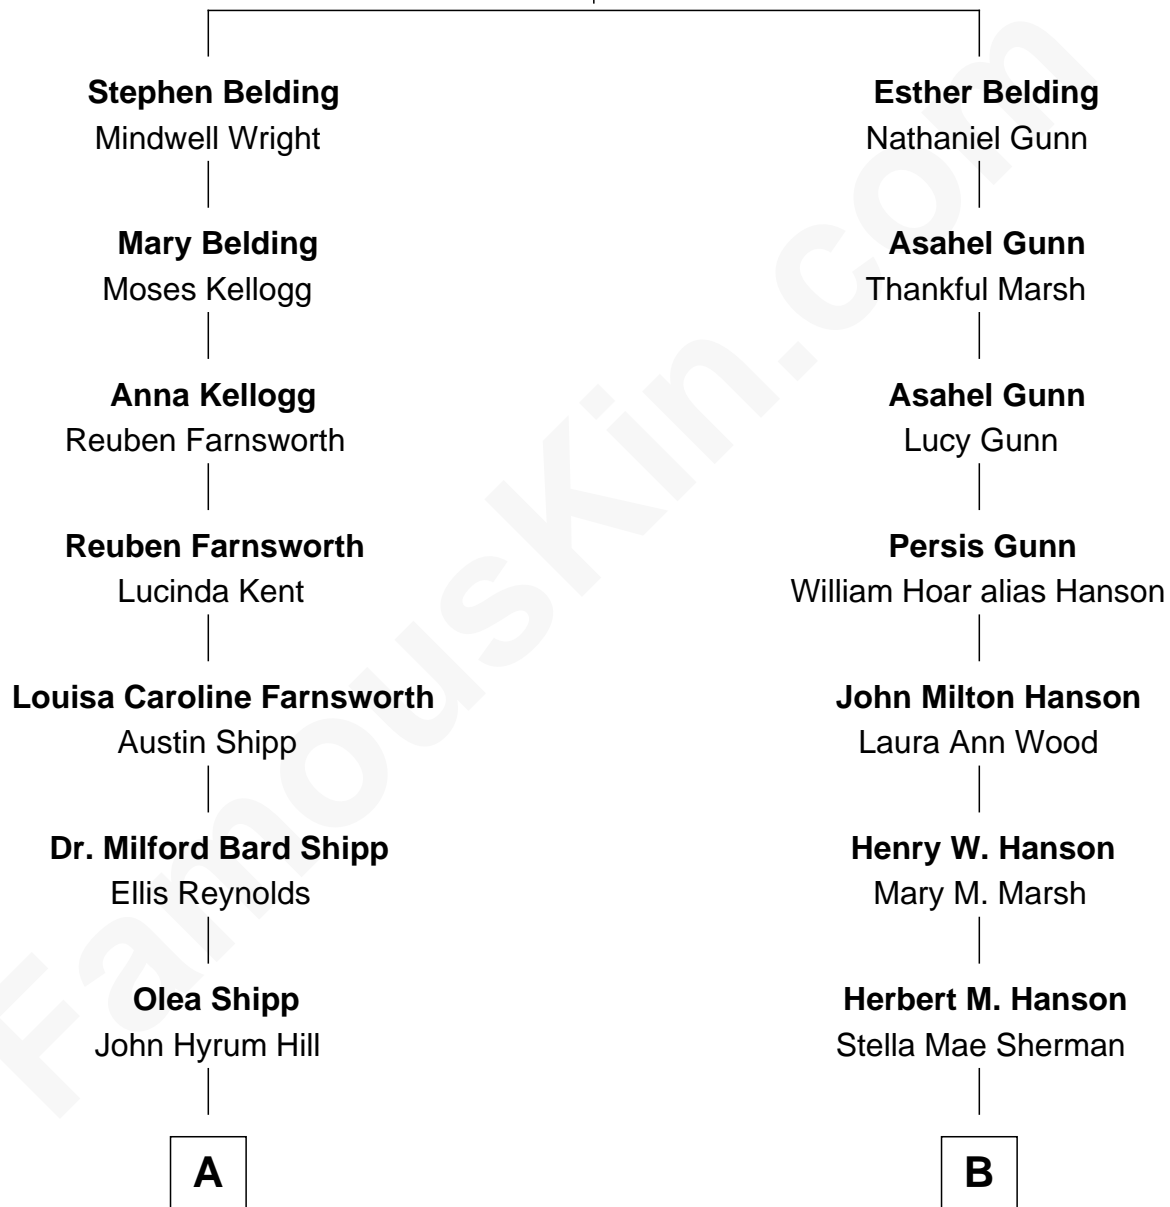 Stephen Belding
Mindwell Wright
Esther Belding
Nathaniel Gunn
Mary Belding
Moses Kellogg
Asahel Gunn
Thankful Marsh
Anna Kellogg
Reuben Farnsworth
Asahel Gunn
Lucy Gunn
Reuben Farnsworth
Lucinda Kent
Persis Gunn
William Hoar alias Hanson
Louisa Caroline Farnsworth
Austin Shipp
John Milton Hanson
Laura Ann Wood
Dr. Milford Bard Shipp
Ellis Reynolds
Henry W. Hanson
Mary M. Marsh
Olea Shipp
John Hyrum Hill
Herbert M. Hanson
Stella Mae Sherman
A
B
FamousKin.com